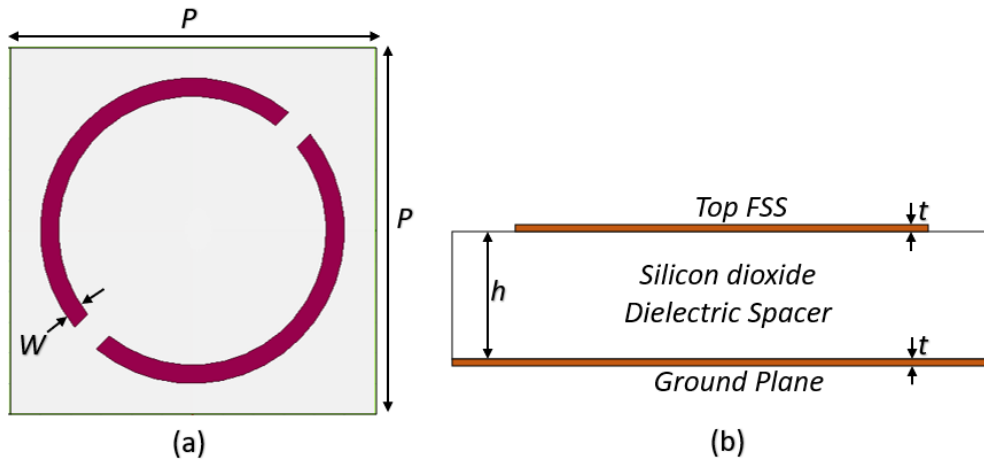 P
P
W
(a)
Top FSS
t
h
Silicon dioxide
Dielectric Spacer
t
Ground Plane
(b)